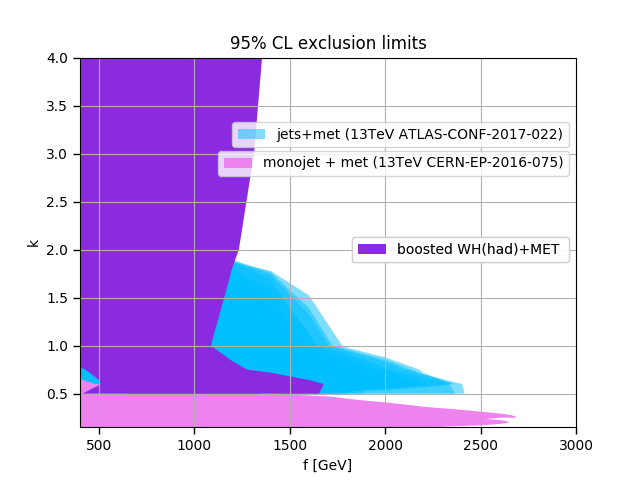 95% CL exclusion limits
4.0
3.5
jets+met (13TeV ATLAS-CONF-2017-022)
3.0
monojet + met (13TeV CERN-EP-2016-075)
2.5
k
2.0
boosted WH(had)+MET
1.5
1.0
0.5
500 1000 1500 2000 2500 3000
f [GeV]